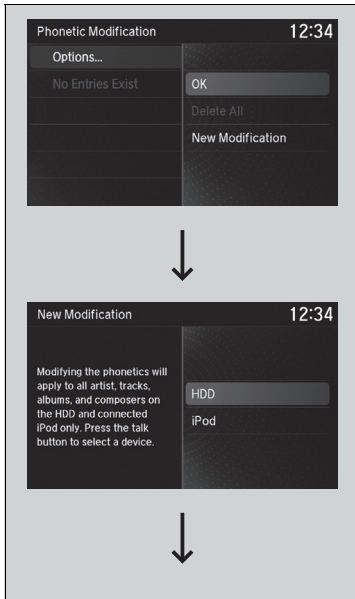 Phonetic Modification 12:34
Options...
No Entries Exist
OK
Delete All
New Modification
New Modification 12:34
Modifying the phonetics will
apply to all artist, tracks,
albums, and composers on
the HDD and connected
iPod only. Press the talk
button to select a device.
HDD
iPod